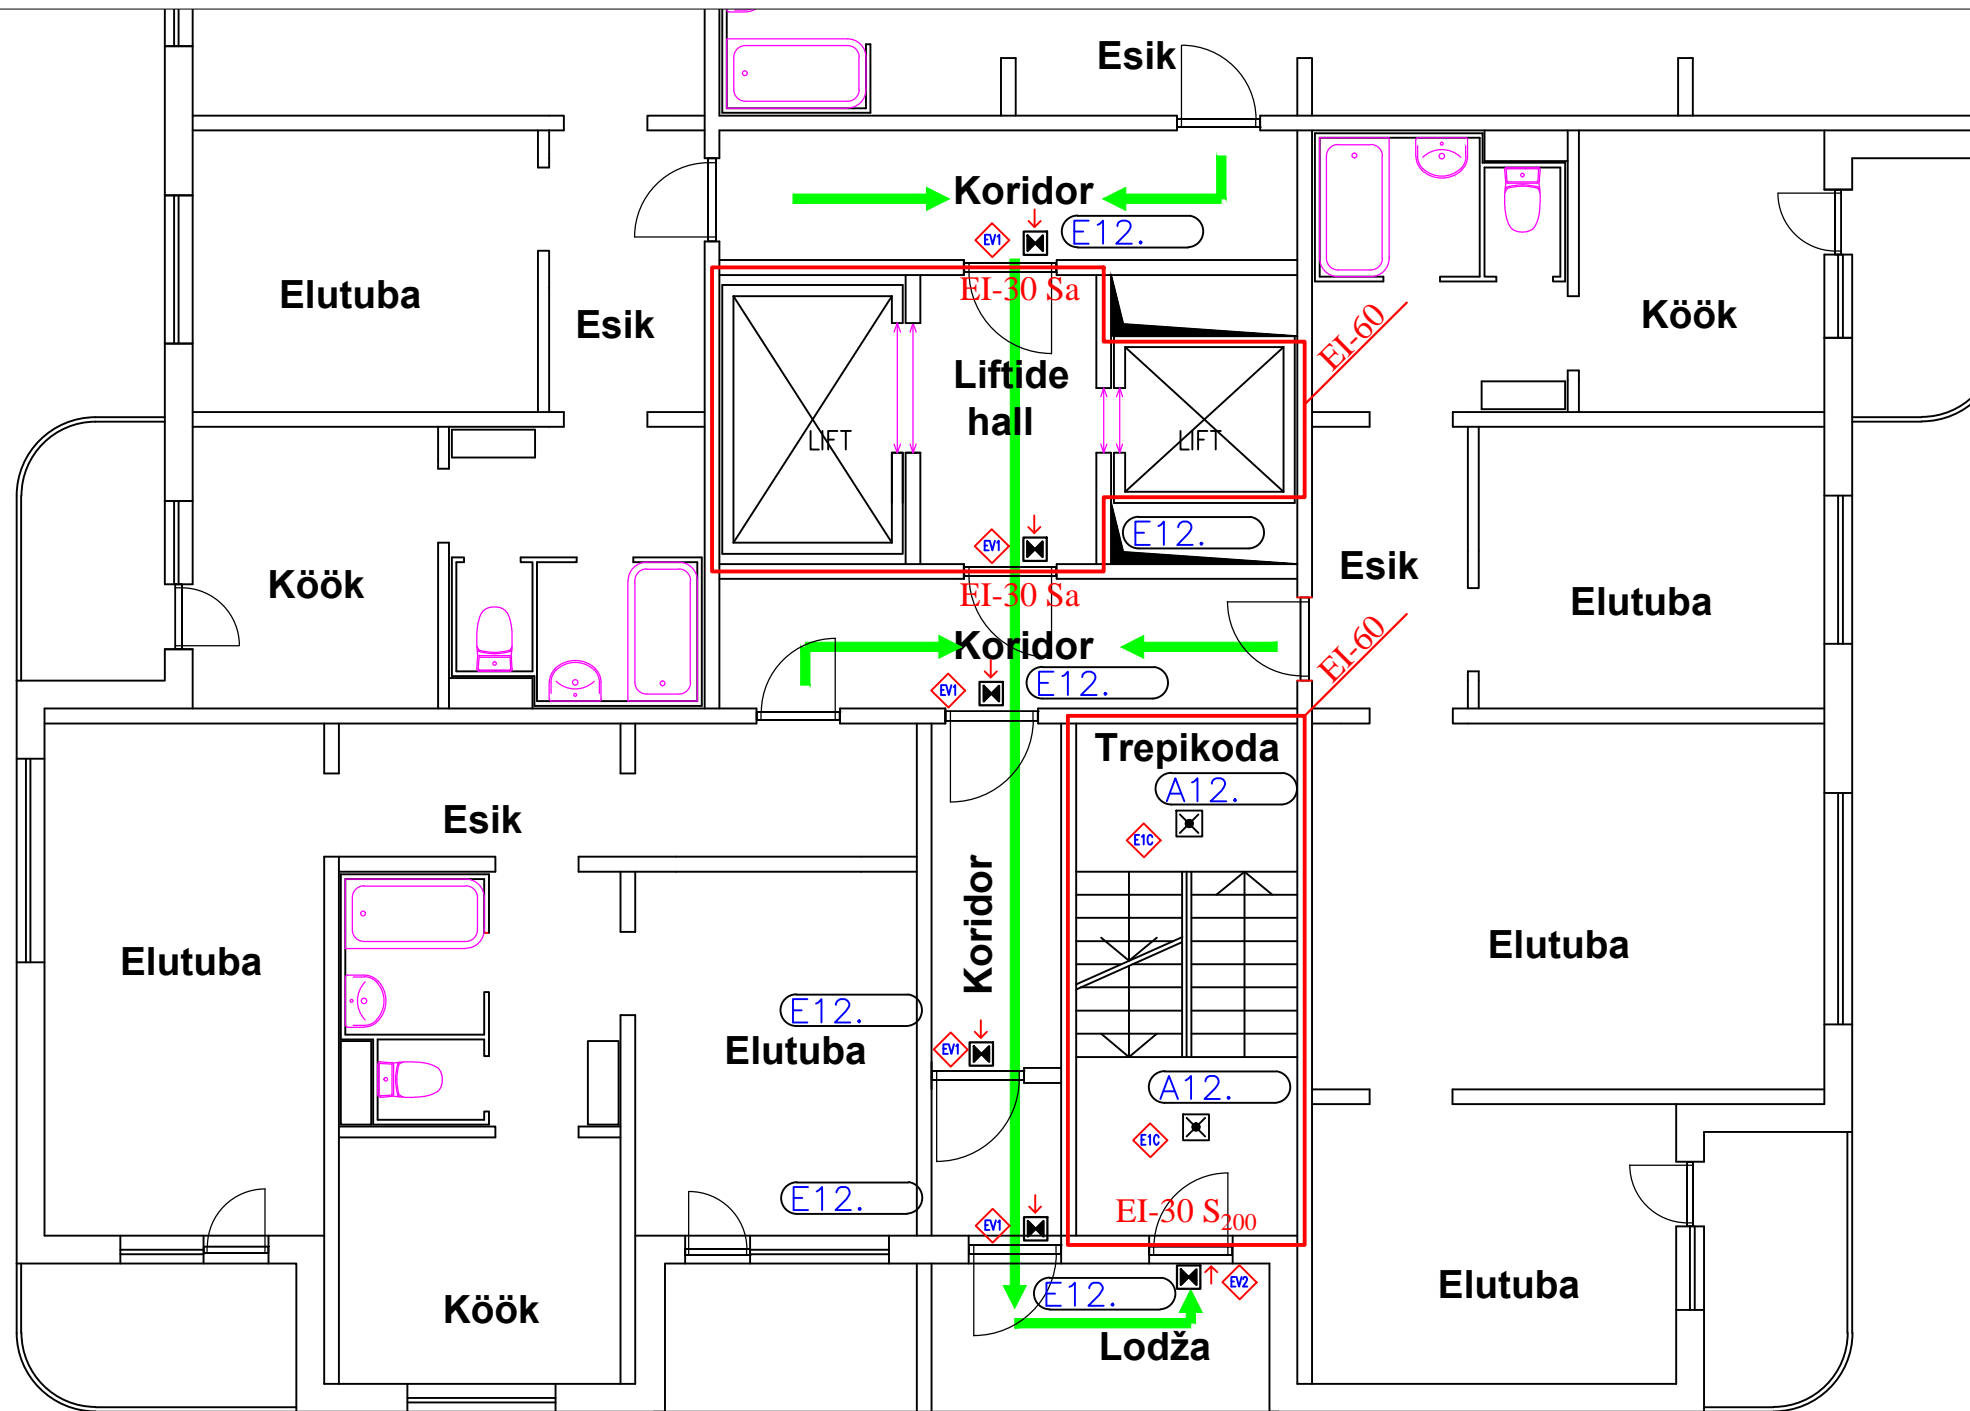 Esik
Koridor
EV1
E12.
EI-30 Sa
Elutuba
Esik
EI-60
Köök
Liftide
hall
LIFT
LIFT
EV1
E12.
Köök
EI-30 Sa
Esik
Elutuba
Koridor
EI-60
EV1
E12.
Trepikoda
A12.
E1C
Esik
Koridor
Elutuba
Elutuba
E12.
Elutuba
EV1
A12.
E1C
E12.
EI-30 S200
EV1
E12.
EV2
Köök
Elutuba
Lodža